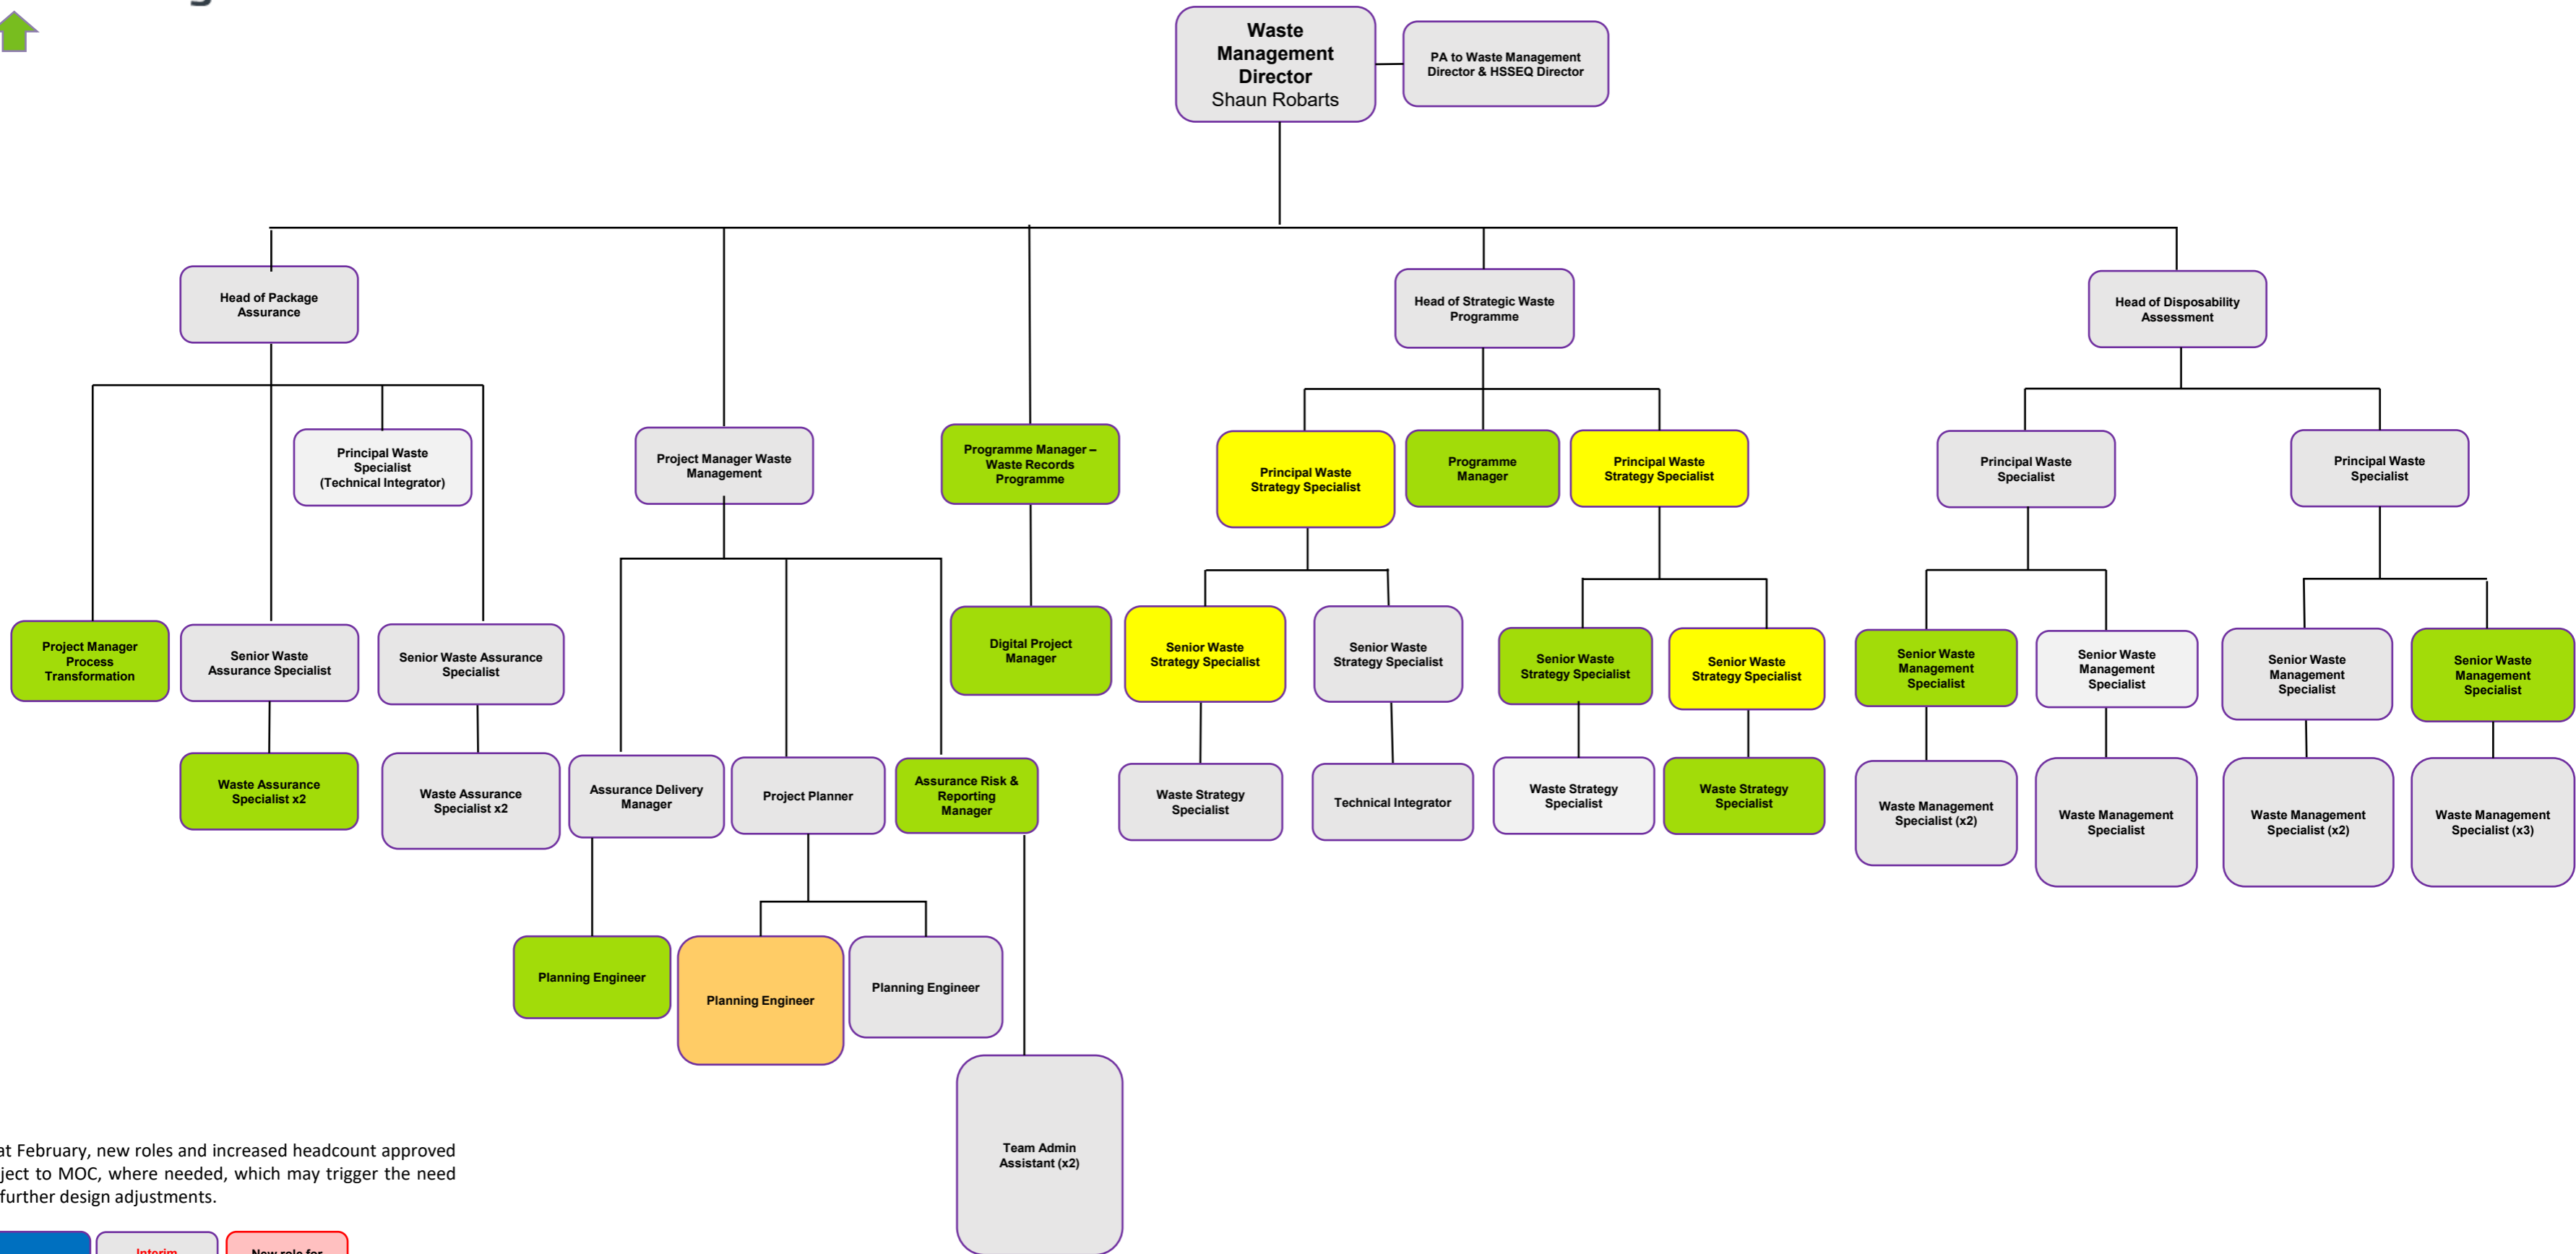 Waste
Management
Director
Shaun Robarts
PA to Waste Management
Director & HSSEQ Director
Head of Package
Assurance
Head of Strategic Waste
Programme
Head of Disposability
Assessment
Principal Waste
Specialist
(Technical Integrator)
Project Manager Waste
Management
Programme Manager –
Waste Records
Programme
Principal Waste
Strategy Specialist
Programme
Manager
Principal Waste
Strategy Specialist
Principal Waste
Specialist
Principal Waste
Specialist
Project Manager
Process
Transformation
Senior Waste
Assurance Specialist
Senior Waste Assurance
Specialist
Digital Project
Manager
Senior Waste
Strategy Specialist
Senior Waste
Strategy Specialist
Senior Waste
Strategy Specialist
Senior Waste
Strategy Specialist
Senior Waste
Management
Specialist
Senior Waste
Management
Specialist
Senior Waste
Management
Specialist
Senior Waste
Management
Specialist
Waste Assurance
Specialist x2
Waste Assurance
Specialist x2
Assurance Delivery
Manager
Project Planner
Assurance Risk &
Reporting
Manager
Waste Strategy
Specialist
Technical Integrator
Waste Strategy
Specialist
Waste Strategy
Specialist
Waste Management
Specialist (x2)
Waste Management
Specialist
Waste Management
Specialist (x2)
Waste Management
Specialist (x3)
Planning Engineer
Planning Engineer
Planning Engineer
Team Admin
Assistant (x2)
at February, new roles and increased headcount approved
ject to MOC, where needed, which may trigger the need
further design adjustments.
Interim
New role for